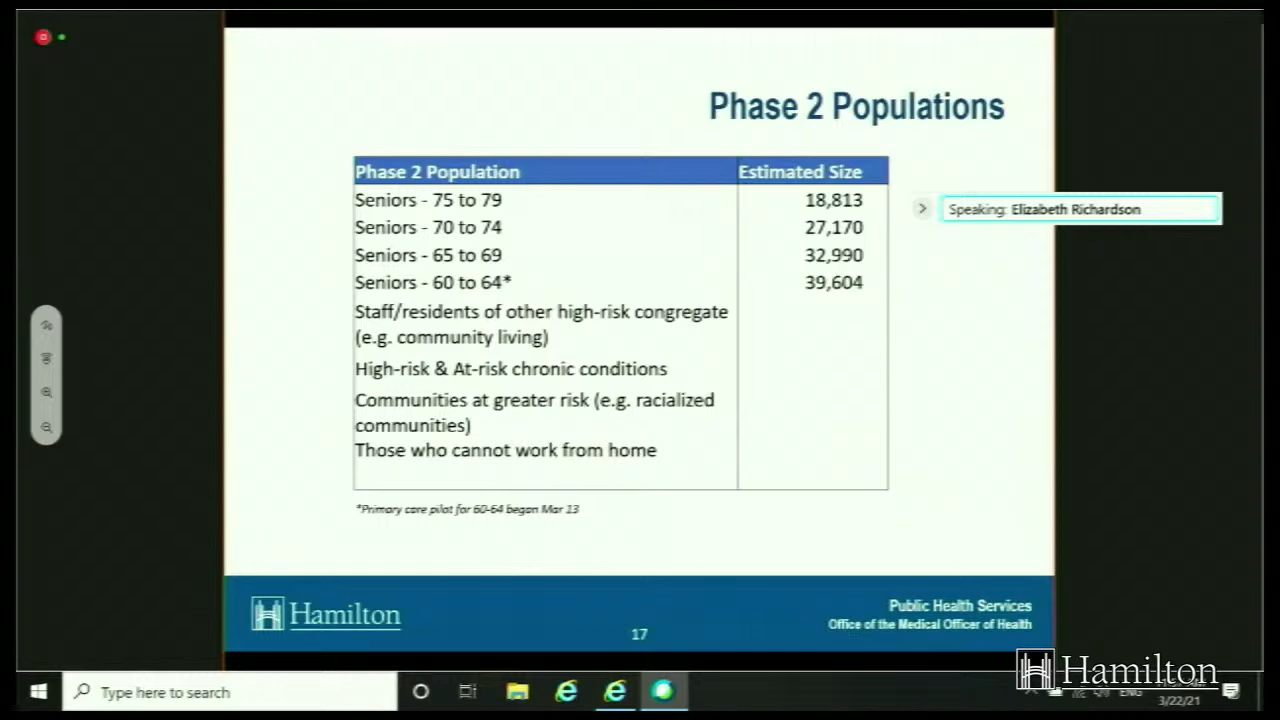 Phase 2 Populations
Phase 2 Population Estimated Size
Seniors - 75 to 79 18,813
Seniors - 70 to 74 27,170
Seniors - 65 to 69 32,990
Seniors - 60 to 64* 39,604
Staff/residents of other high-risk congregate
(e.g. community living)
High-risk & At-risk chronic conditions
Communities at greater risk (e.g. racialized
communities)
Those who cannot work from home
*Primary care pilot for 60-64 began Mar 13
Speaking: Elizabeth Richardson
Hamilton
17
Public Health Services
Office of the Medical Officer of Health
Hamilton
Type here to search
ENG
3/22/21